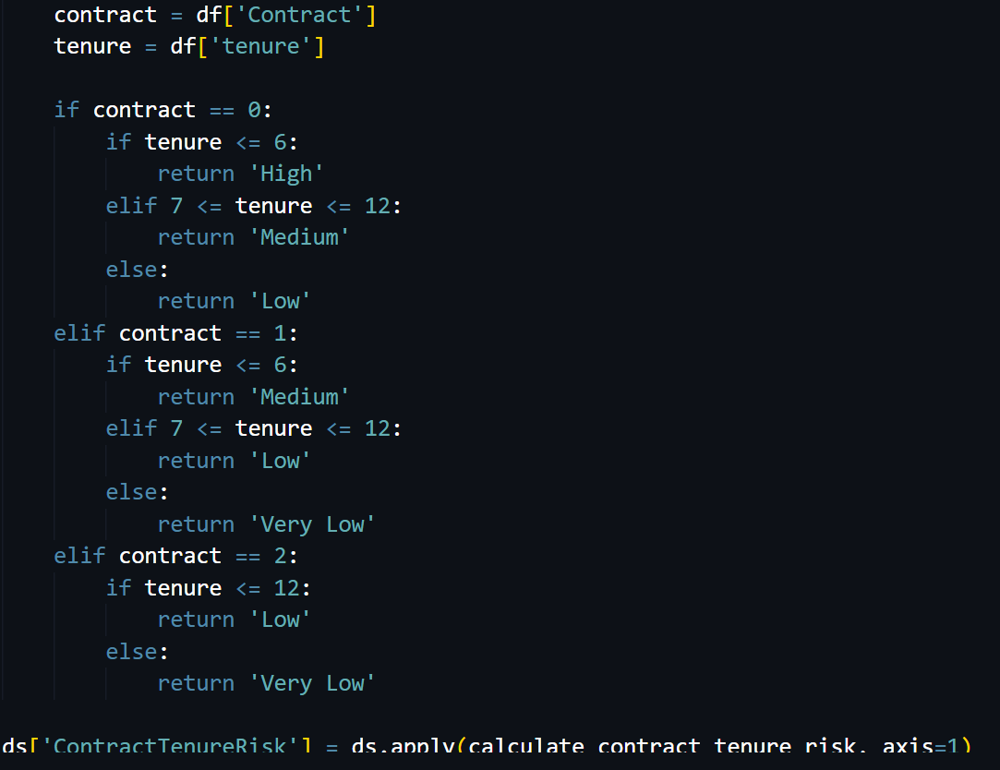 contract = df['Contract']
    tenure = df['tenure']

    if contract == 0:
        if tenure <= 6:
            return 'High'
        elif 7 <= tenure <= 12:
            return 'Medium'
        else:
            return 'Low'
    elif contract == 1:
        if tenure <= 6:
            return 'Medium'
        elif 7 <= tenure <= 12:
            return 'Low'
        else:
            return 'Very Low'
    elif contract == 2:
        if tenure <= 12:
            return 'Low'
        else:
            return 'Very Low'

ds['ContractTenureRisk'] = ds.apply(calculate_contract_tenure_risk, axis=1)